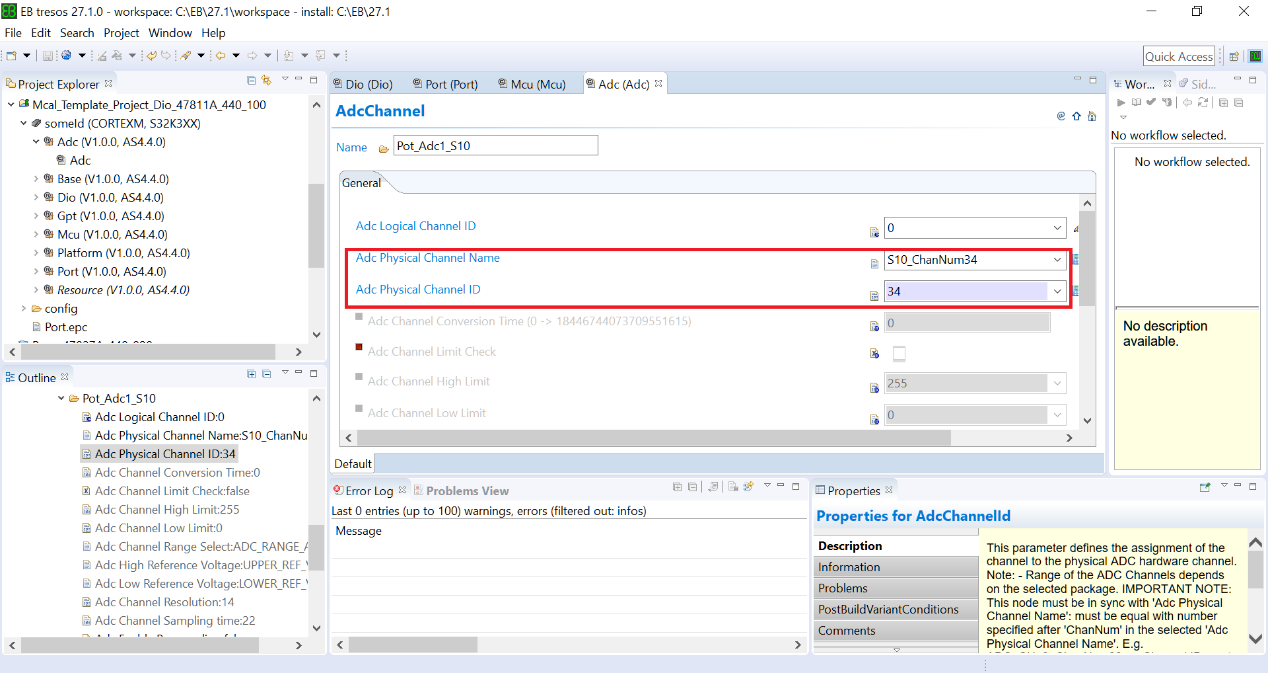 EB tresos 27.1.0 - workspace: C:\EB\27.1\workspace - install: C:\EB\27.1
File Edit Search Project Window Help
Quick Access
Project Explorer
Mcal_Template_Project_Dio_47811A_440_100
someId (CORTEXM, S32K3XX)
Adc (V1.0.0, AS4.4.0)
Adc
Base (V1.0.0, AS4.4.0)
Dio (V1.0.0, AS4.4.0)
Gpt (V1.0.0, AS4.4.0)
Mcu (V1.0.0, AS4.4.0)
Platform (V1.0.0, AS4.4.0)
Port (V1.0.0, AS4.4.0)
Resource (V1.0.0, AS4.4.0)
config
Port.epc
Outline
Pot_Adc1_S10
Adc Logical Channel ID:0
Adc Physical Channel Name:S10_ChanNu
Adc Physical Channel ID:34
Adc Channel Conversion Time:0
Adc Channel Limit Check:false
Adc Channel High Limit:255
Adc Channel Low Limit:0
Adc Channel Range Select:ADC_RANGE_A
Adc High Reference Voltage:UPPER_REF_V
Adc Low Reference Voltage:LOWER_REF_V
Adc Channel Resolution:14
Adc Channel Sampling time:22
Dio (Dio) Port (Port) Mcu (Mcu) Adc (Adc)
AdcChannel
Name Pot_Adc1_S10
General
Adc Logical Channel ID 0
Adc Physical Channel Name S10_ChanNum34
Adc Physical Channel ID 34
Adc Channel Conversion Time (0 -> 18446744073709551615) 0
Adc Channel Limit Check
Adc Channel High Limit 255
Adc Channel Low Limit 0
Default
Error Log Problems View
Last 0 entries (up to 100) warnings, errors (filtered out: infos)
Message
Wor... Sid...
No workflow selected.
No workflow selected.
No description
available.
Properties
Properties for AdcChannelId
Description
Information
Problems
PostBuildVariantConditions
Comments
This parameter defines the assignment of the
channel to the physical ADC hardware channel.
Note: - Range of the ADC Channels depends
on the selected package. IMPORTANT NOTE:
This node must be in sync with 'Adc Physical
Channel Name': must be equal with number
specified after 'ChanNum' in the selected 'Adc
Physical Channel Name'. E.g.